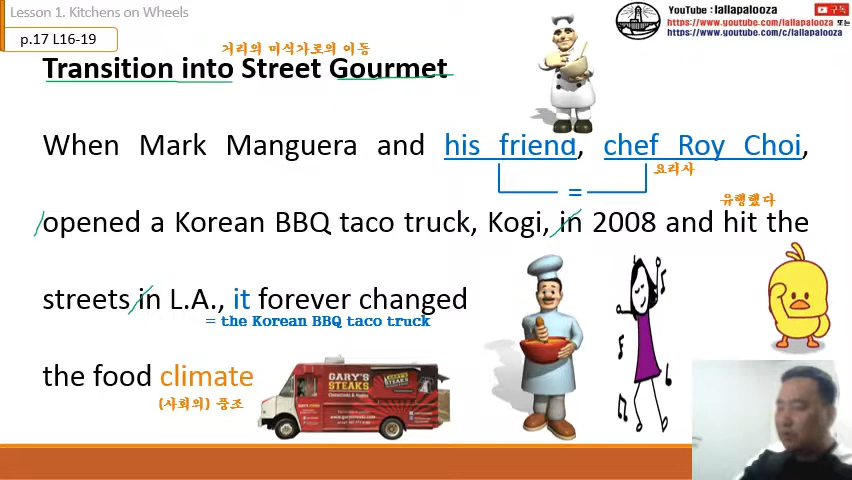 Lesson 1. Kitchens on Wheels
YouTube : lallapalooza 구독
https://www.youtube.com/lallapalooza 또는
https://www.youtube.com/c/lallapalooza
p.17 L16-19
거리의 미식가로의 이동
Transition into Street Gourmet
When Mark Manguera and his friend, chef Roy Choi,
요리사
=
유행했다
opened a Korean BBQ taco truck, Kogi, in 2008 and hit the
streets in L.A., it forever changed
= the Korean BBQ taco truck
the food climate
(사회의) 풍조
GARY'S
STEAKS